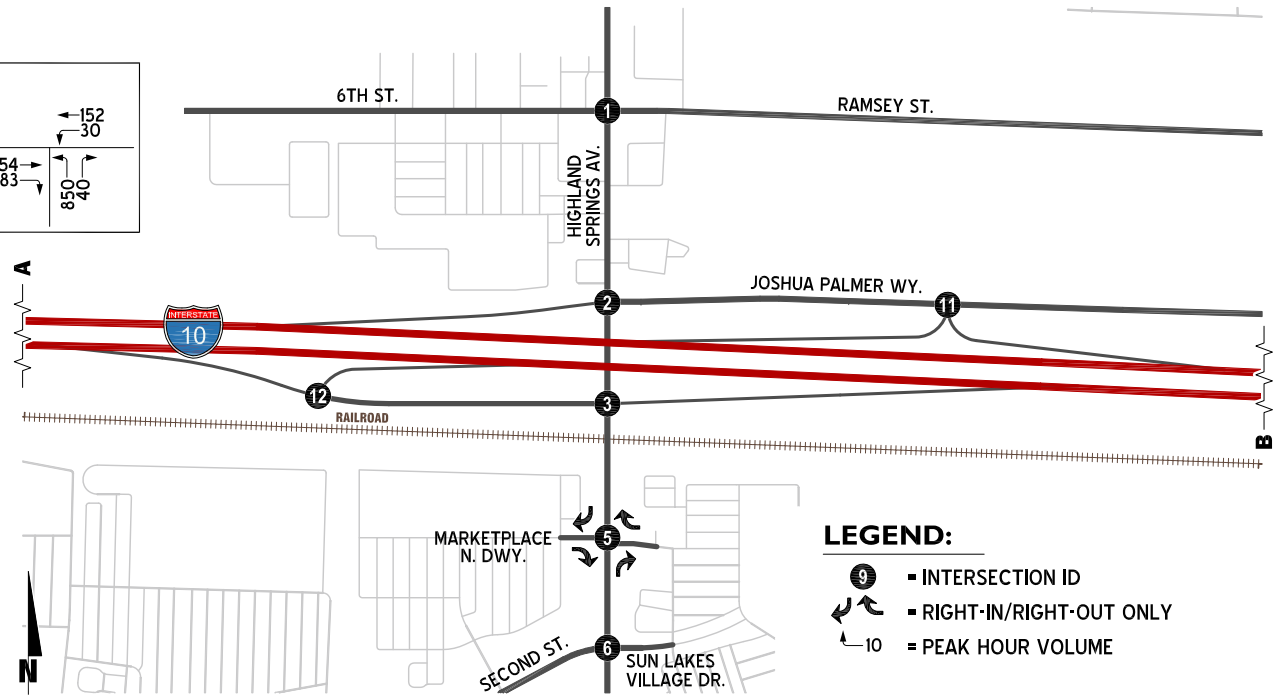 152
30
54
83
850
40
6TH ST.
1
RAMSEY ST.
HIGHLAND
SPRINGS AV.
A
INTERSTATE
10
2
JOSHUA PALMER WY.
11
12
3
RAILROAD
B
MARKETPLACE
N. DWY.
5
SECOND ST.
6
SUN LAKES
VILLAGE DR.
N
LEGEND:
9 = INTERSECTION ID
= RIGHT-IN/RIGHT-OUT ONLY
10 = PEAK HOUR VOLUME